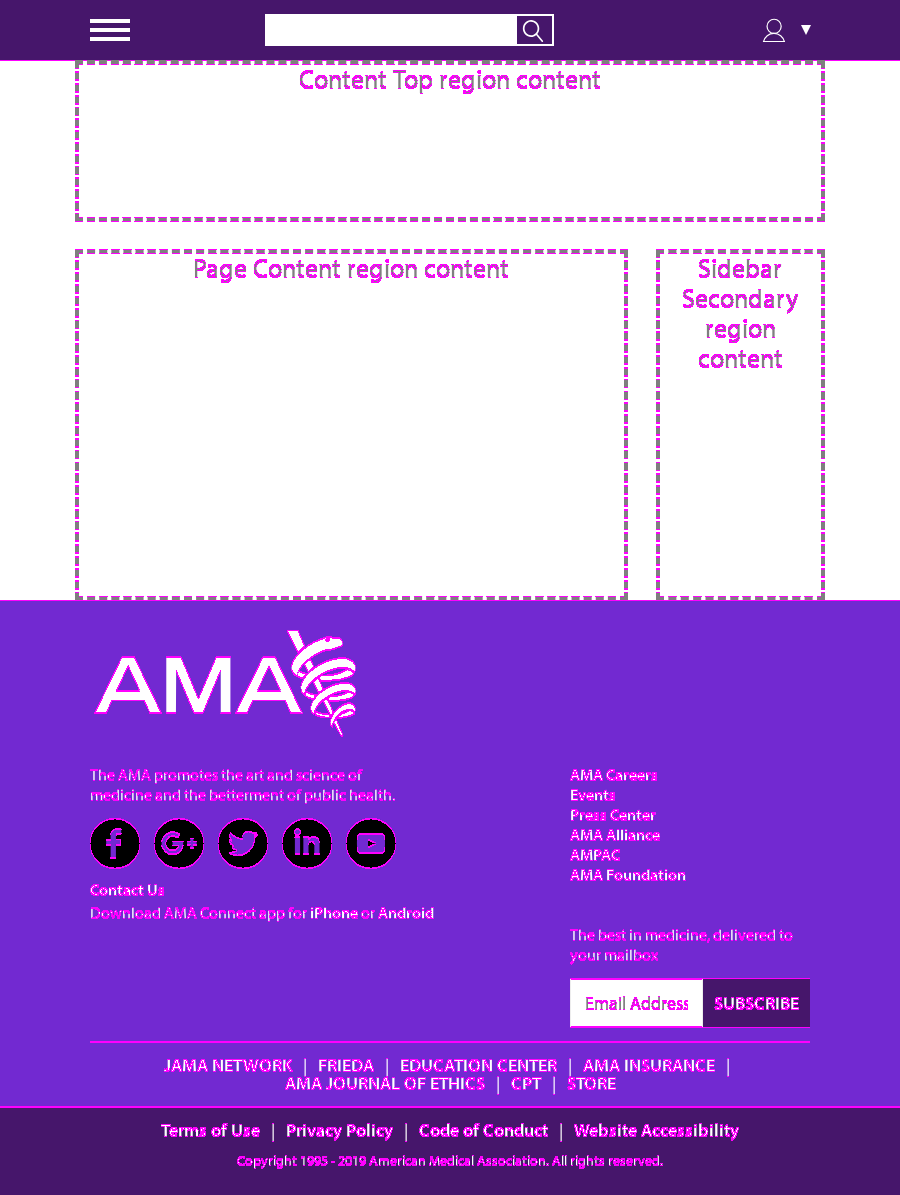 Content Top region content
Page Content region content
Sidebar
Secondary
region
content
AMA
The AMA promotes the art and science of
medicine and the betterment of public health.
Contact Us
Download AMA Connect app for iPhone or Android
AMA Careers
Events
Press Center
AMA Alliance
AMPAC
AMA Foundation
The best in medicine, delivered to
your mailbox
Email Address SUBSCRIBE
JAMA NETWORK | FRIEDA | EDUCATION CENTER | AMA INSURANCE |
AMA JOURNAL OF ETHICS | CPT | STORE
Terms of Use | Privacy Policy | Code of Conduct | Website Accessibility
Copyright 1995 - 2019 American Medical Association. All rights reserved.